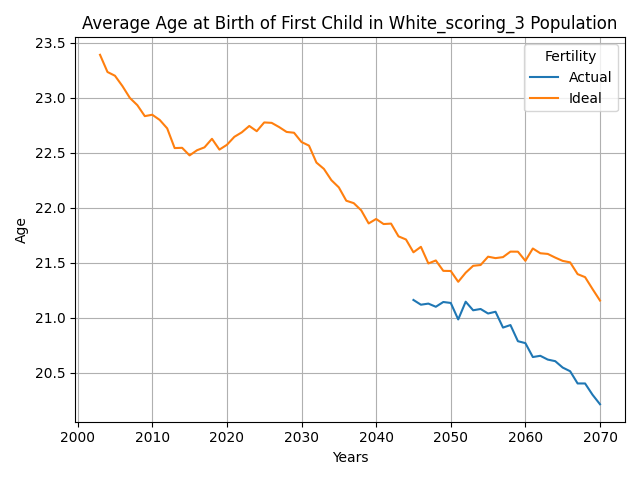 Average Age at Birth of First Child in White_scoring_3 Population
Fertility
Actual
Ideal
Age
23.5
23.0
22.5
22.0
21.5
21.0
20.5
2000 2010 2020 2030 2040 2050 2060 2070
Years